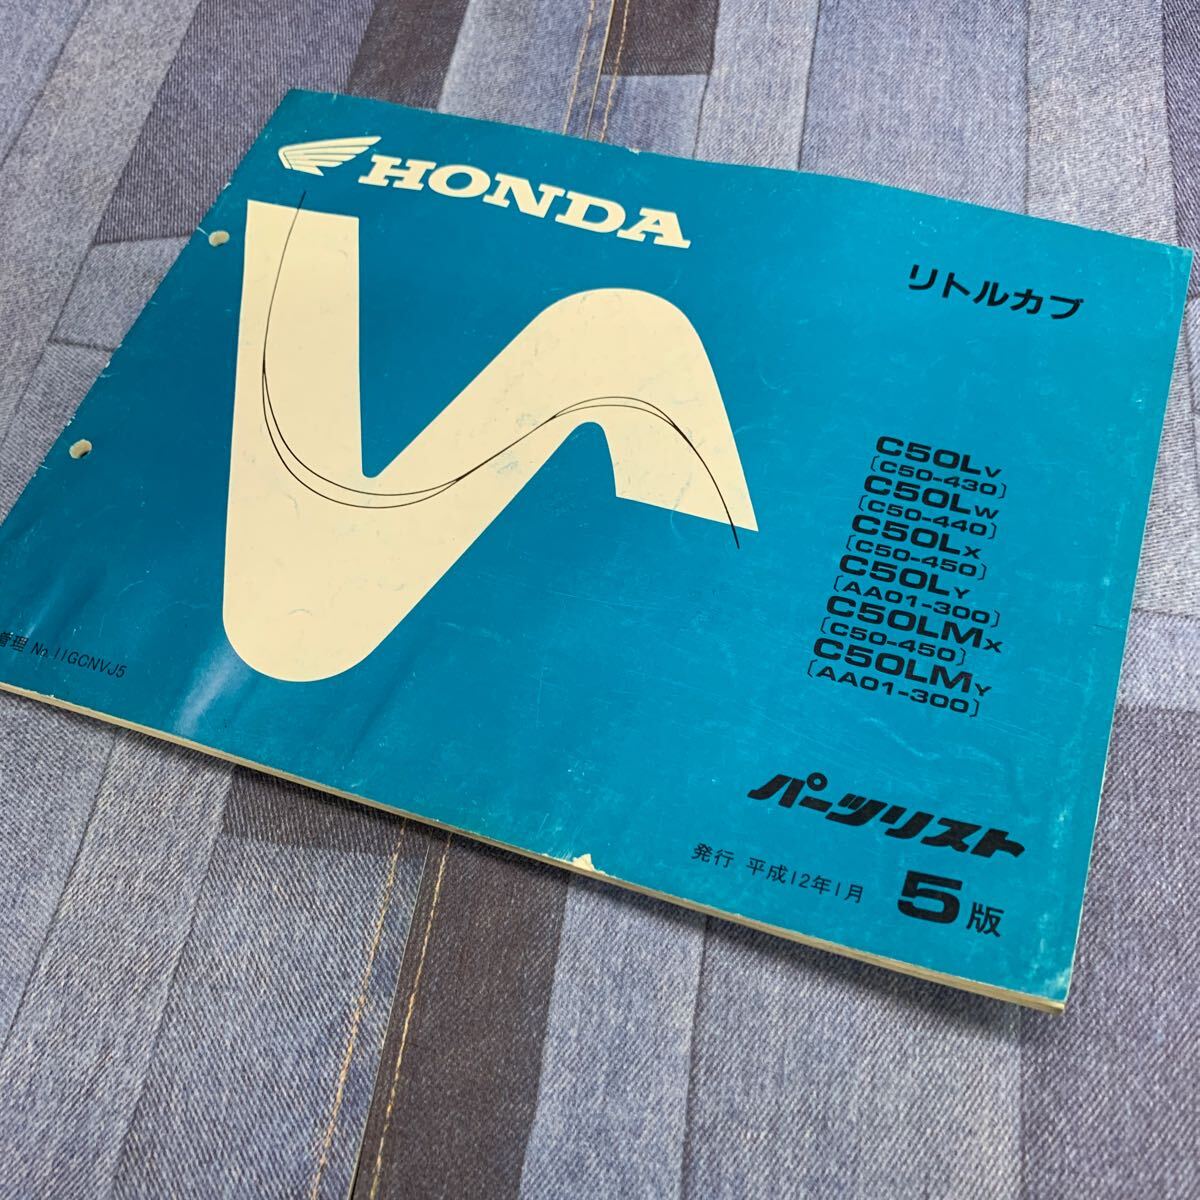 HONDA
リトルカブ
C50LV
〔C50-430〕
C50LW
〔C50-440〕
C50LX
〔C50-450〕
C50LY
〔AA01-300〕
C50LMX
〔C50-450〕
C50LMY
〔AA01-300〕
管理 No.11GCNVJ5
パーツリスト
発行 平成12年1月 5版